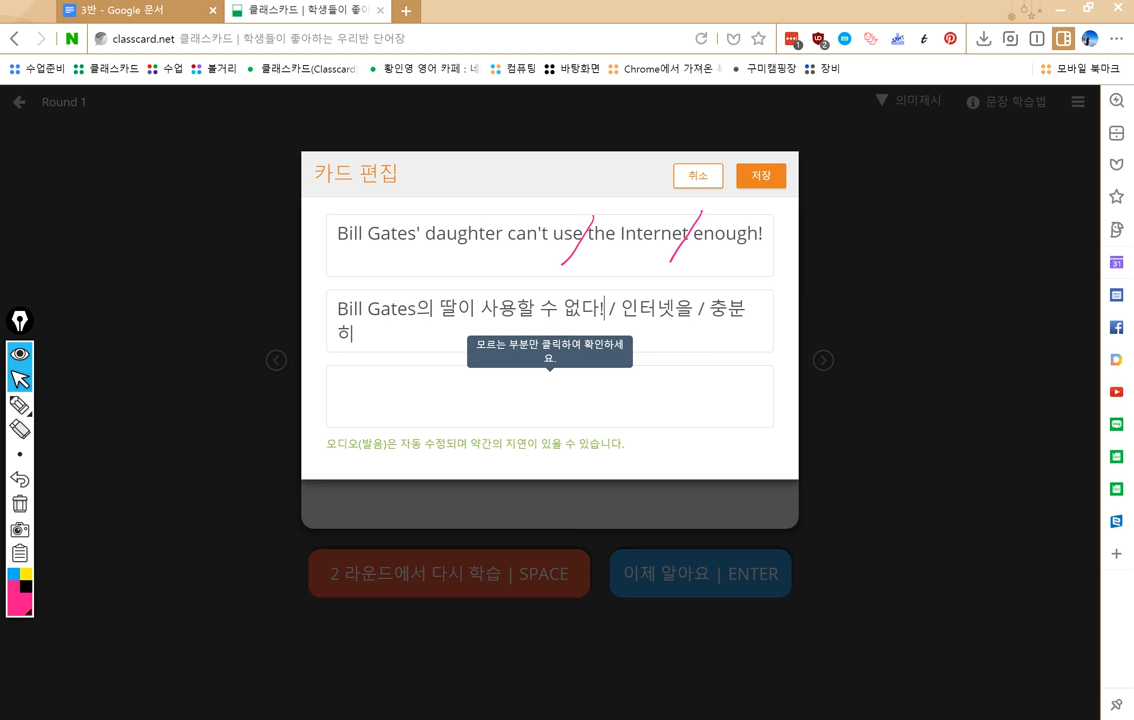 3반 - Google 문서
클래스카드 | 학생들이 좋아
classcard.net 클래스카드 | 학생들이 좋아하는 우리반 단어장
수업준비 클래스카드 수업 볼거리 클래스카드(Classcard 황인영 영어 카페 ; 네 컴퓨팅 바탕화면 Chrome에서 가져온 구미캠핑장 장비 모바일 북마크
Round 1
의미제시
문장 학습법
카드 편집
취소
저장
Bill Gates' daughter can't use the Internet enough!
Bill Gates의 딸이 사용할 수 없다! / 인터넷을 / 충분
히
모르는 부분만 클릭하여 확인하세
요.
오디오(발음)은 자동 수정되며 약간의 지연이 있을 수 있습니다.
2 라운드에서 다시 학습 | SPACE
이제 알아요 | ENTER